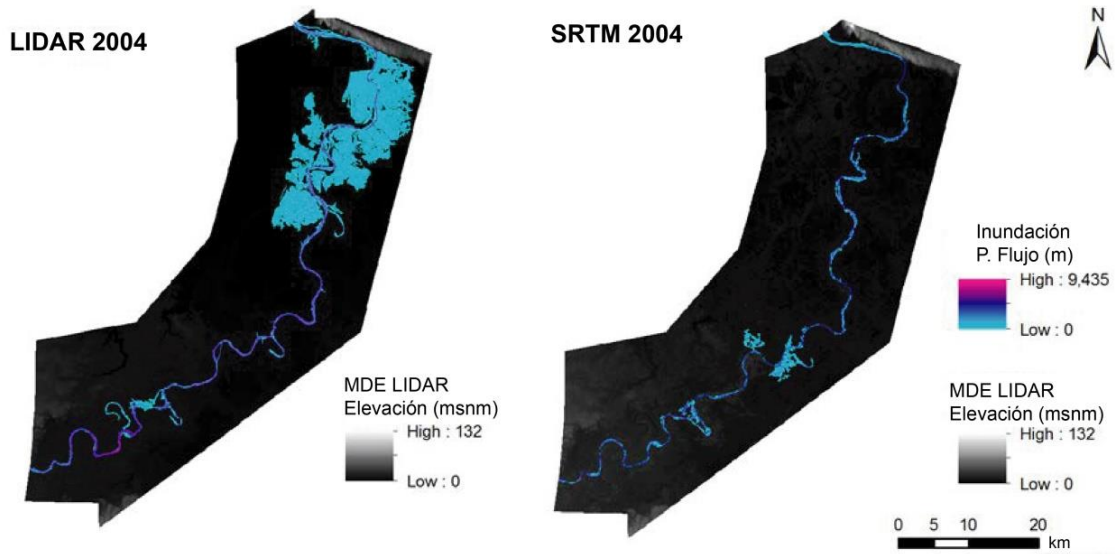 LIDAR 2004
SRTM 2004
N
Inundación
P. Flujo (m)
High : 9,435
Low : 0
MDE LIDAR
Elevación (msnm)
High : 132
Low : 0
MDE LIDAR
Elevación (msnm)
High : 132
Low : 0
0 5 10 20
km